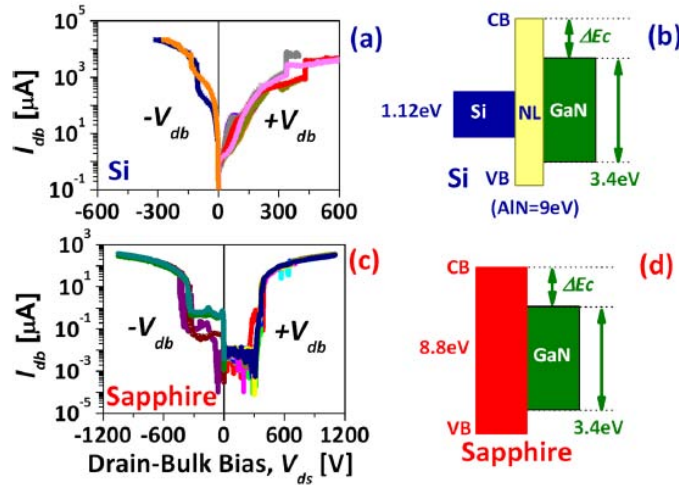 (a)
I_db [µA]
10^5
10^3
10^1
10^-1
-V_db
+V_db
Si
-600 -300 0 300 600
(b)
CB
ΔEc
1.12eV
Si
NL
GaN
Si
VB
3.4eV
(AlN=9eV)
(c)
I_db [µA]
10^3
10^1
10^-1
10^-3
10^-5
-V_db
+V_db
Sapphire
-1200 -600 0 600 1200
Drain-Bulk Bias, V_ds [V]
(d)
CB
ΔEc
8.8eV
GaN
VB
Sapphire
3.4eV